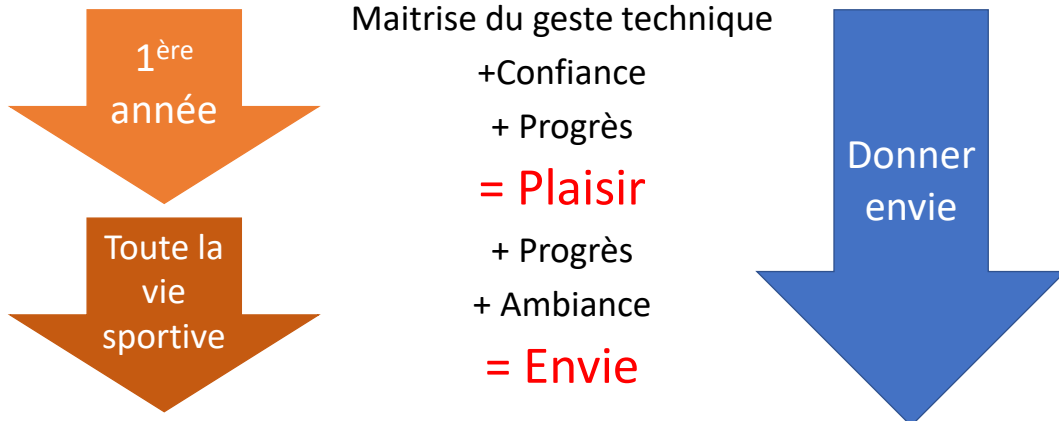 1ère
année
Toute la
vie
sportive
Maitrise du geste technique
+Confiance
+ Progrès
= Plaisir
+ Progrès
+ Ambiance
= Envie
Donner
envie